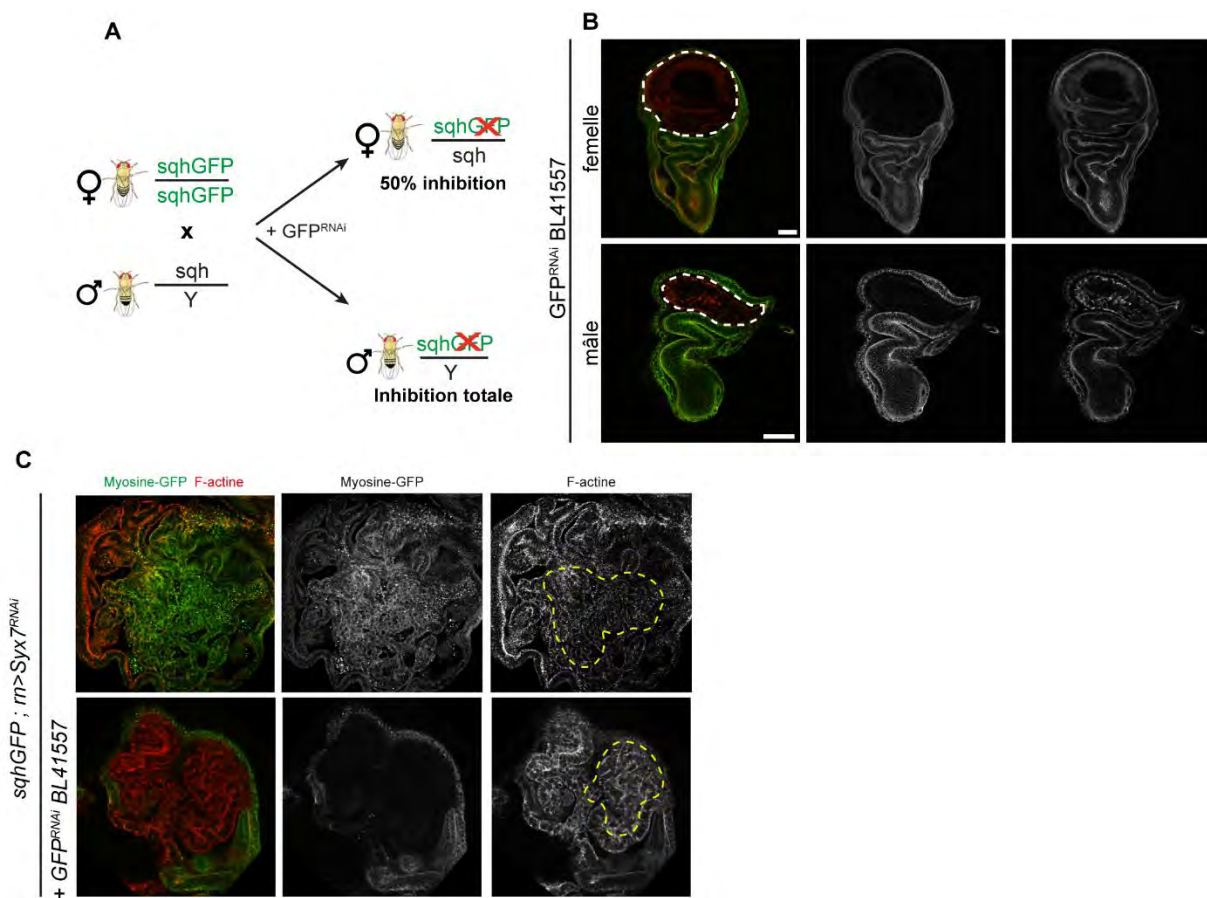 A
sqhGFP
sqhGFP
x
sqh
Y
+ GFPRNAi
sqhGFP
sqh
50% inhibition
sqhGFP
Y
Inhibition totale
B
GFPRNAi BL41557
femelle
mâle
C
Myosine-GFP F-actine
Myosine-GFP
F-actine
sqhGFP ; rn>Syx7RNAi
+ GFPRNAi BL41557